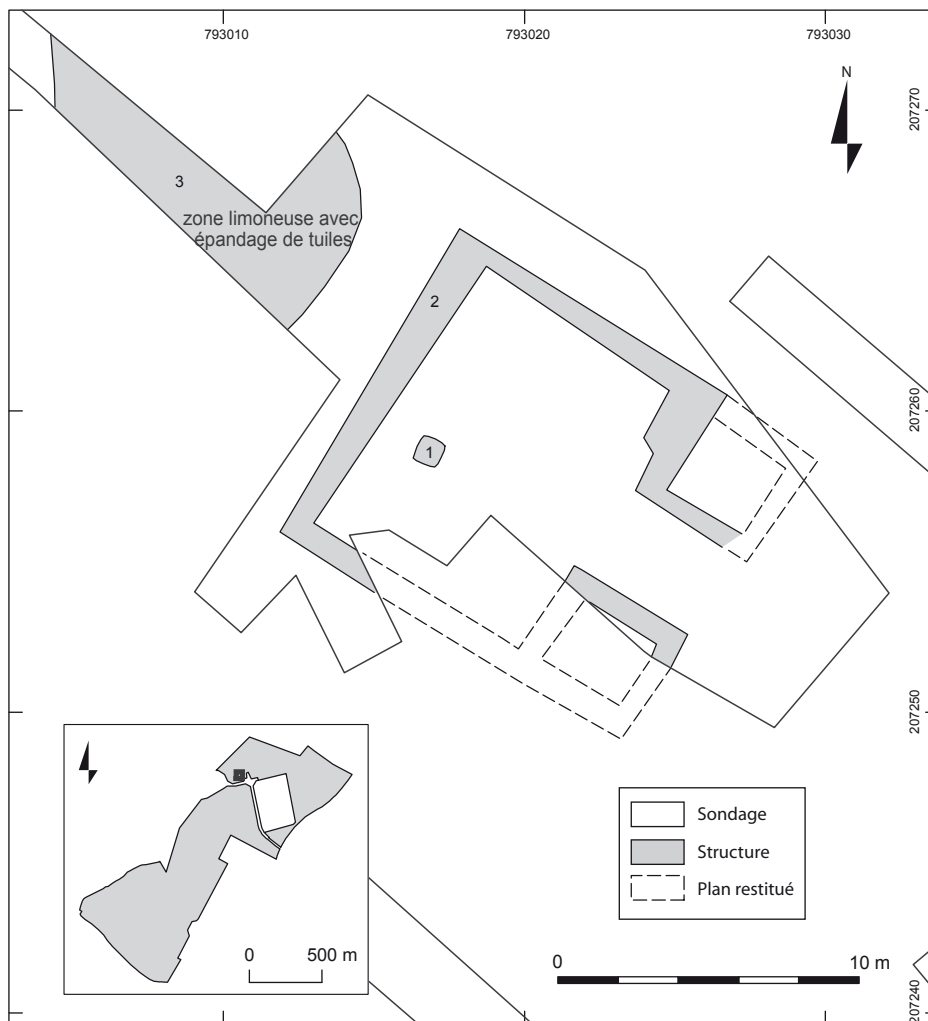 793010
793020
793030
N
207270
3
zone limoneuse avec
épandage de tuiles
2
207260
1
207250
Sondage
Structure
Plan restitué
0
500 m
0
10 m
207240